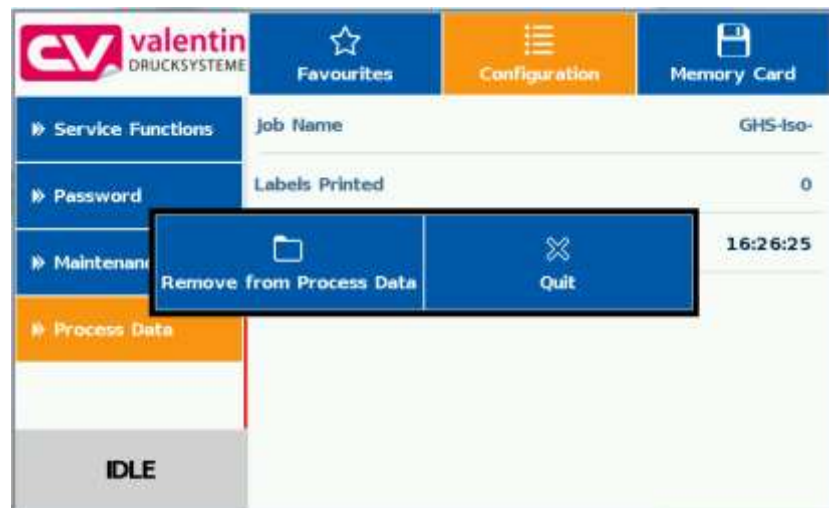 CV valentin
DRUCKSYSTEME
Favourites
Configuration
Memory Card
Service Functions
Job Name
GHS-Iso-
Password
Labels Printed
0
Maintenanc
16:26:25
Remove from Process Data
Quit
Process Data
IDLE